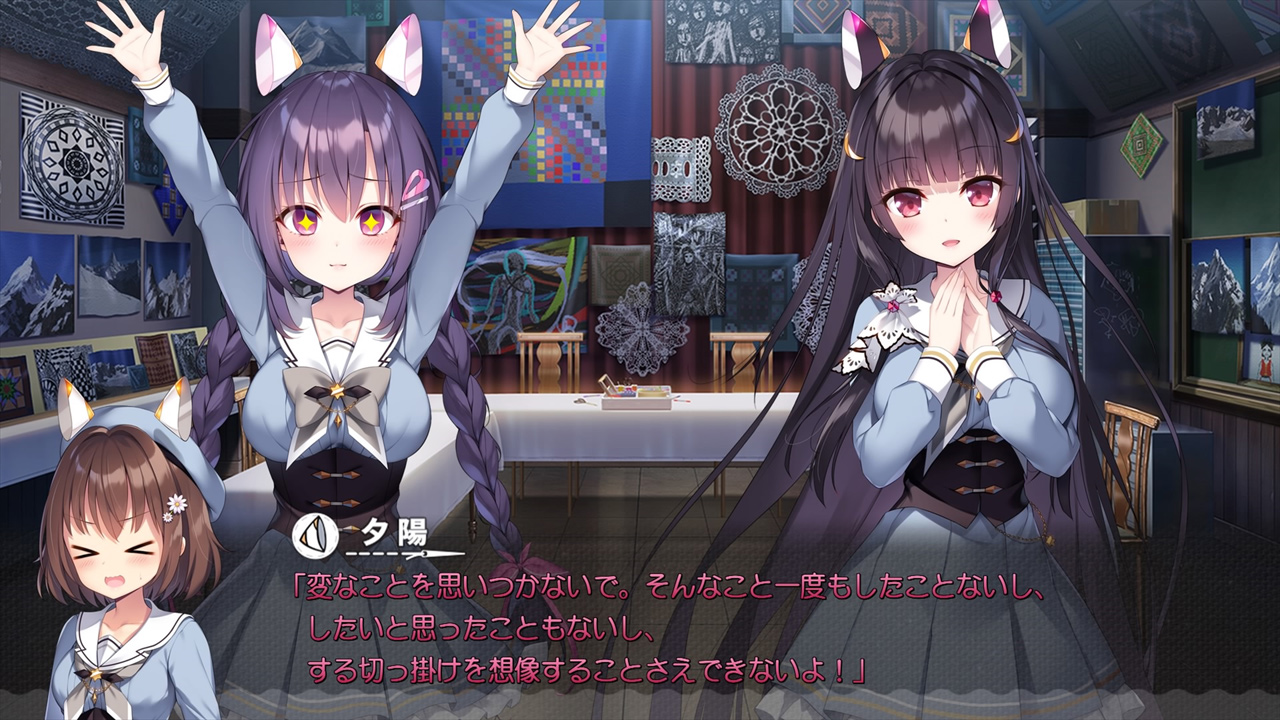 夕陽
「変なことを思いつかないで。そんなこと一度もしたことないし、
したいと思ったこともないし、
する切っ掛けを想像することさえできないよ！」